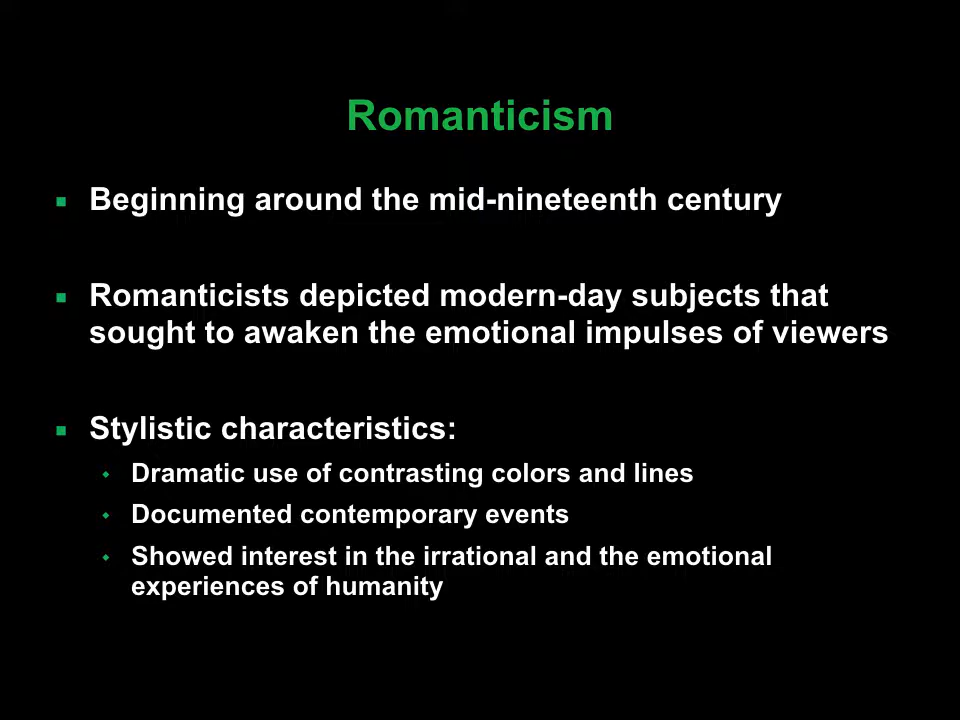 Romanticism
Beginning around the mid-nineteenth century
Romanticists depicted modern-day subjects that
sought to awaken the emotional impulses of viewers
Stylistic characteristics:
Dramatic use of contrasting colors and lines
Documented contemporary events
Showed interest in the irrational and the emotional
experiences of humanity